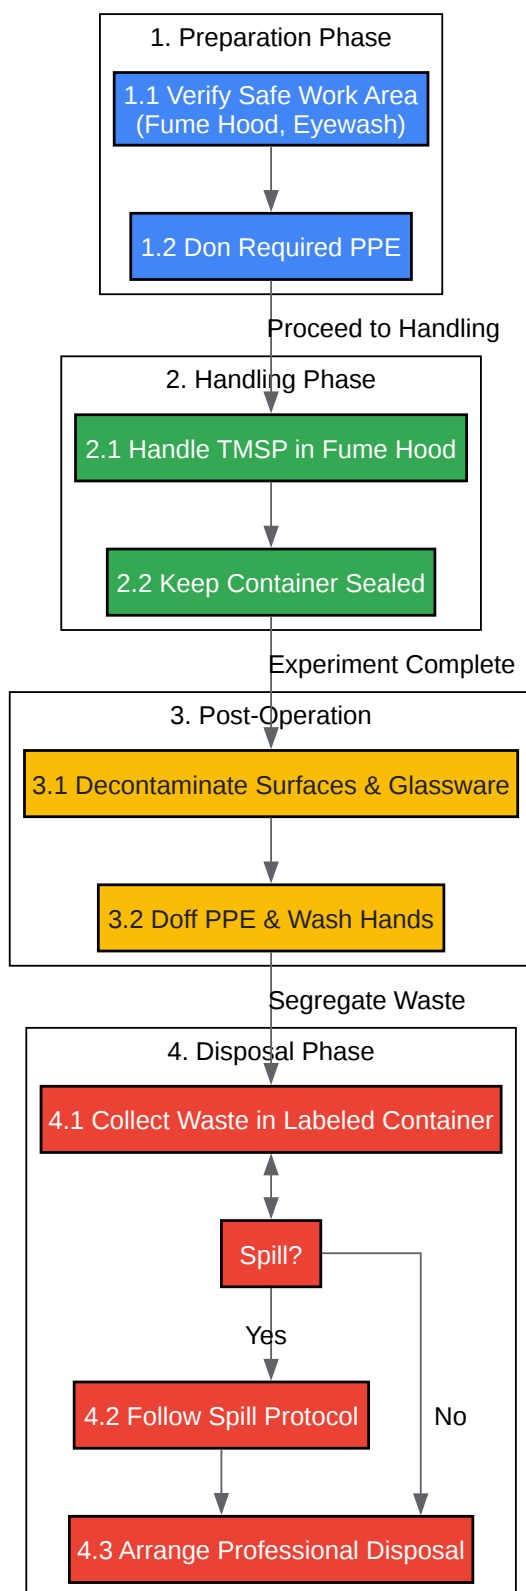 1. Preparation Phase
1.1 Verify Safe Work Area
(Fume Hood, Eyewash)
1.2 Don Required PPE
Proceed to Handling
2. Handling Phase
2.1 Handle TMSP in Fume Hood
2.2 Keep Container Sealed
Experiment Complete
3. Post-Operation
3.1 Decontaminate Surfaces & Glassware
3.2 Doff PPE & Wash Hands
Segregate Waste
4. Disposal Phase
4.1 Collect Waste in Labeled Container
Spill?
Yes
4.2 Follow Spill Protocol
No
4.3 Arrange Professional Disposal